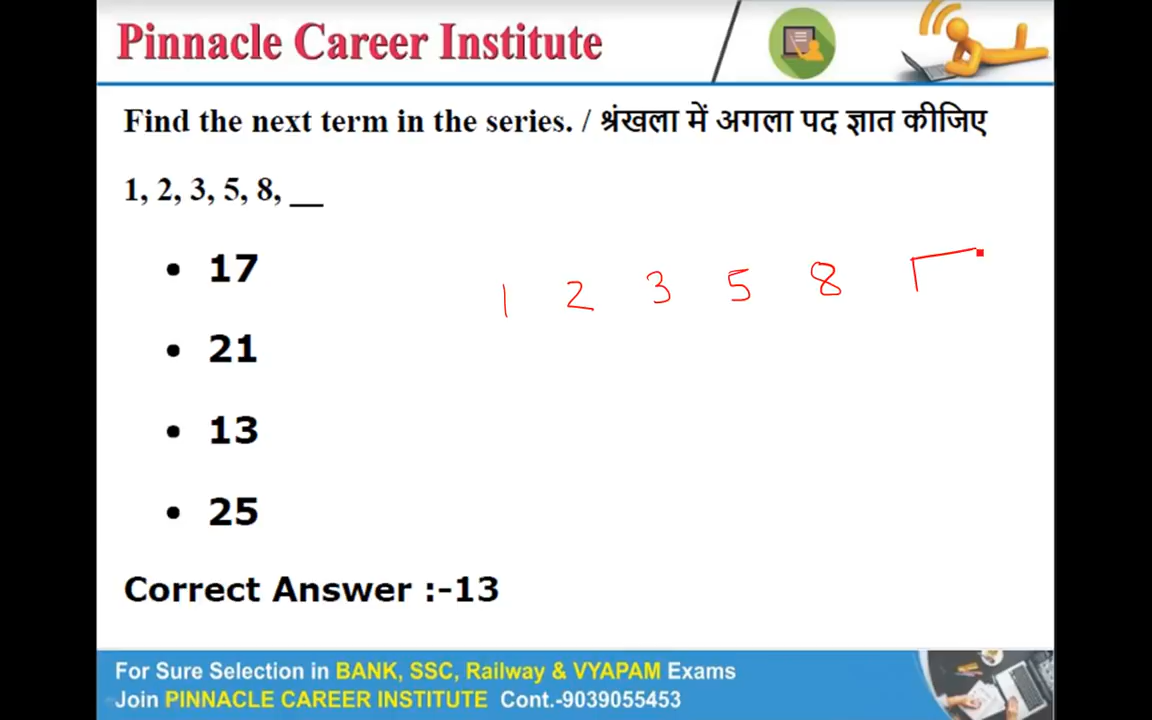 Pinnacle Career Institute
Find the next term in the series. / श्रंखला में अगला पद ज्ञात कीजिए
1, 2, 3, 5, 8, __
• 17
1 2 3 5 8
• 21
• 13
• 25
Correct Answer :-13
For Sure Selection in BANK, SSC, Railway & VYAPAM Exams
Join PINNACLE CAREER INSTITUTE Cont.-9039055453